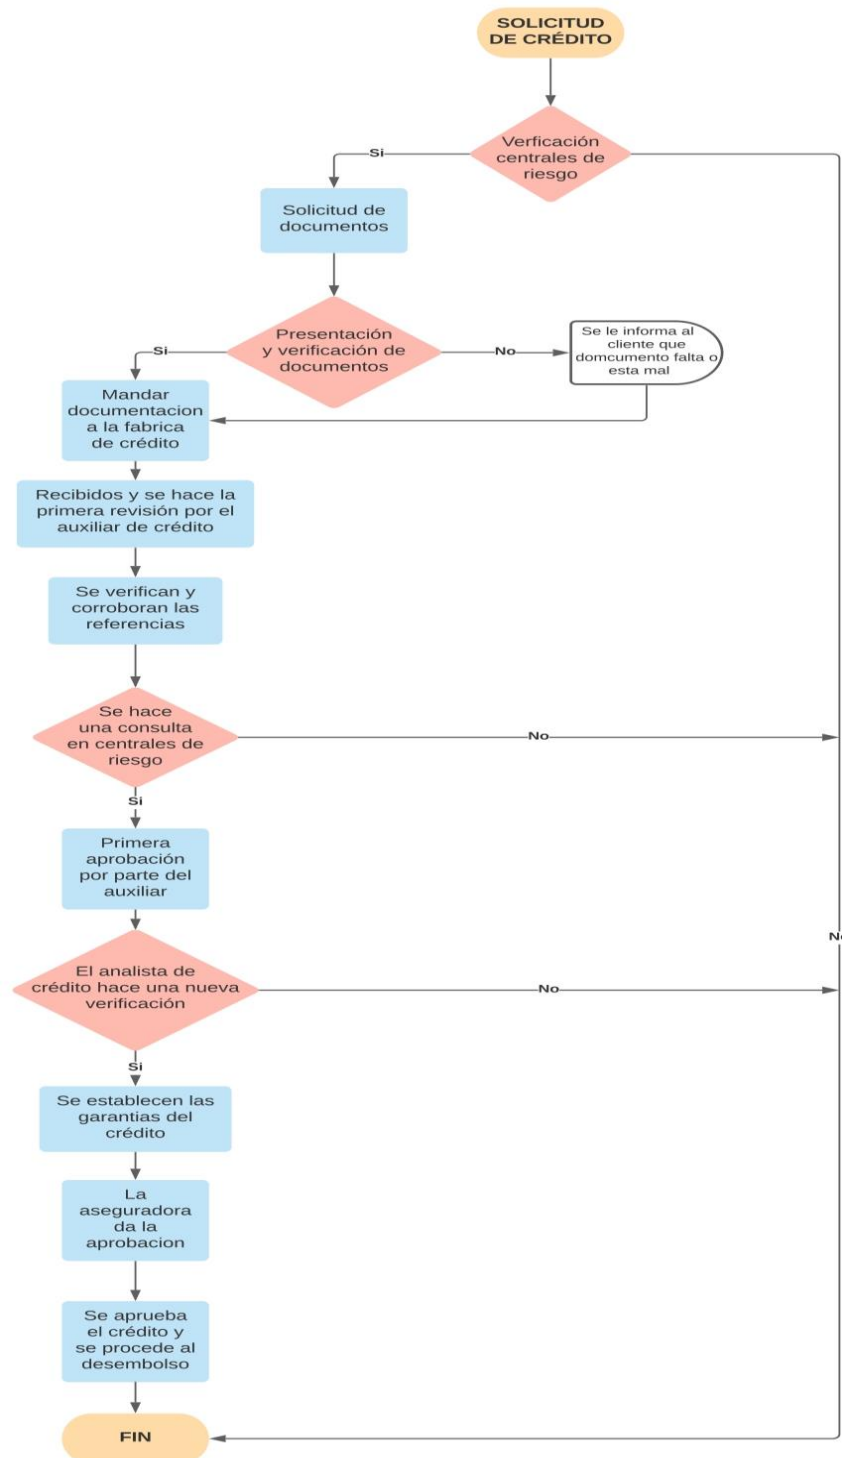 SOLICITUD
DE CRÉDITO
Verficación
centrales de
riesgo
Si
Solicitud de
documentos
Presentación
y verificación de
documentos
Si
No
Se le informa al
cliente que
domcumento falta o
esta mal
Mandar
documentacion
a la fabrica
de crédito
Recibidos y se hace la
primera revisión por el
auxiliar de crédito
Se verifican y
corroboran las
referencias
Se hace
una consulta
en centrales de
riesgo
No
Si
Primera
aprobación
por parte del
auxiliar
No
El analista de
crédito hace una nueva
verificación
No
Si
Se establecen las
garantias del
crédito
La
aseguradora
da la
aprobacion
Se aprueba
el crédito y
se procede al
desembolso
FIN